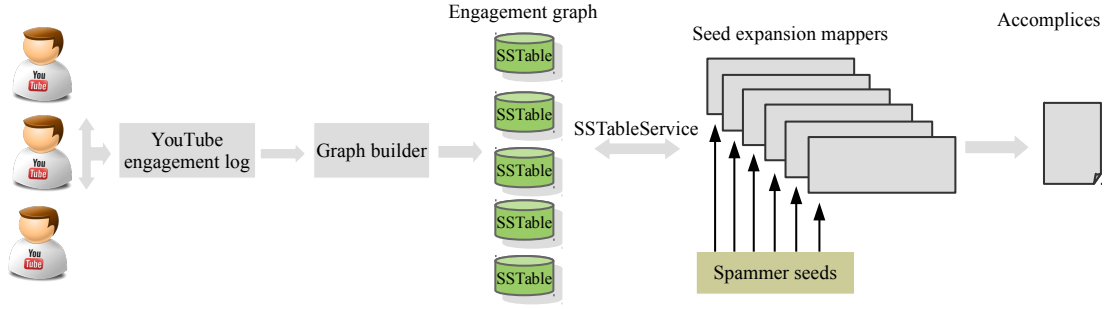 Engagement graph
Seed expansion mappers
Accomplices
You
Tube
You
Tube
You
Tube
YouTube
engagement log
Graph builder
SSTable
SSTable
SSTable
SSTable
SSTable
SSTableService
Spammer seeds